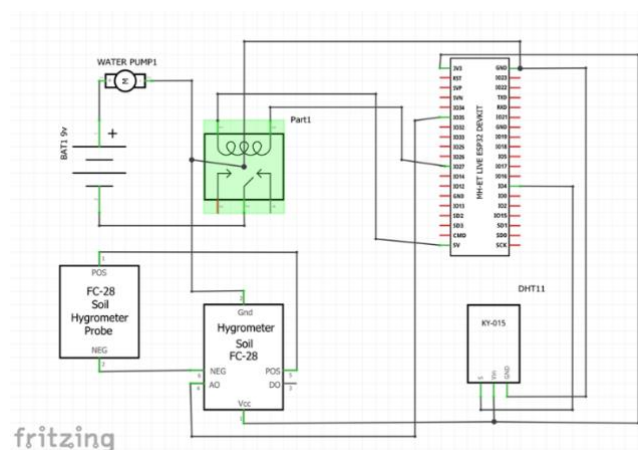 WATER PUMP1
M
BAT1 9v
+
Part1
MH-ET LIVE ESP32 DEVKIT
3V3
RST
SVP
SVN
IO34
IO35
IO32
IO33
IO25
IO26
IO27
IO14
IO12
GND
IO13
SD2
SD3
CMD
5V
GND
IO23
IO22
TXD
RXD
IO21
GND
IO19
IO18
IO5
IO17
IO16
IO4
IO0
IO2
IO15
SD1
SD0
SCK
POS
FC-28
Soil
Hygrometer
Probe
NEG
Gnd
Hygrometer
Soil
FC-28
NEG
AO
POS
DO
Vcc
DHT11
KY-015
S
Vin
GND
fritzing